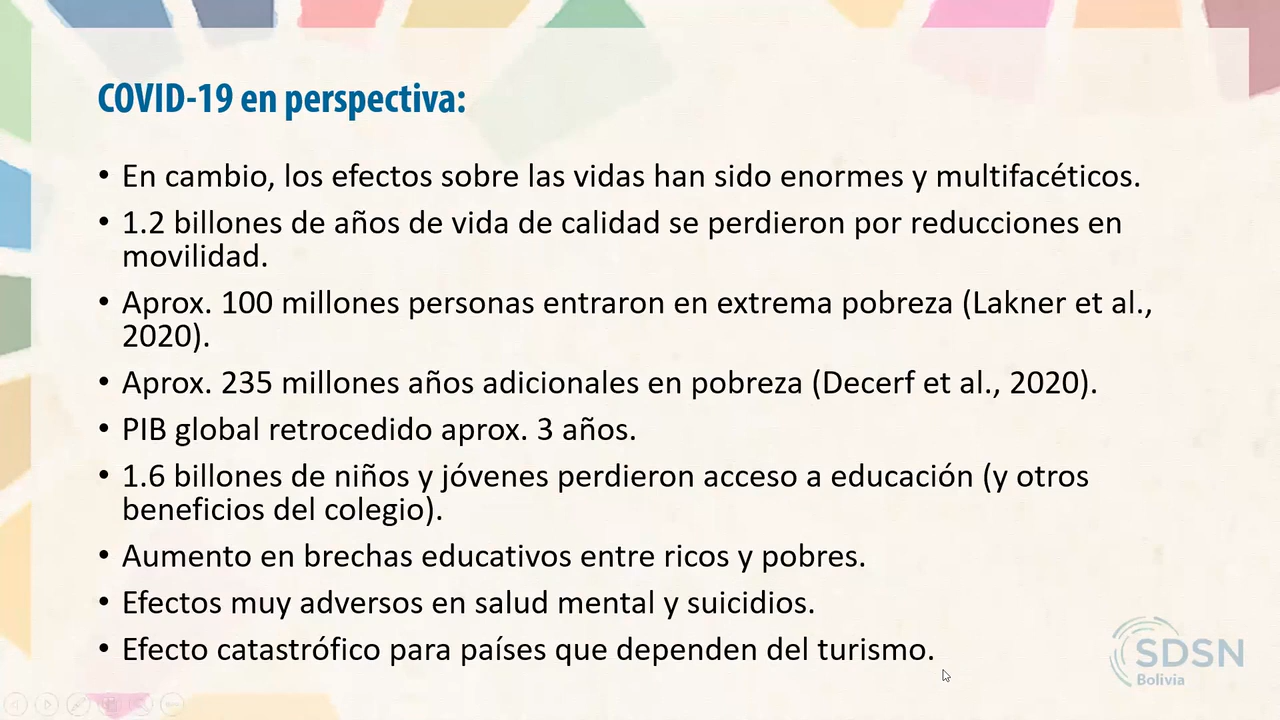 COVID-19 en perspectiva:
• En cambio, los efectos sobre las vidas han sido enormes y multifacéticos.
• 1.2 billones de años de vida de calidad se perdieron por reducciones en
movilidad.
• Aprox. 100 millones personas entraron en extrema pobreza (Lakner et al.,
2020).
• Aprox. 235 millones años adicionales en pobreza (Decerf et al., 2020).
• PIB global retrocedido aprox. 3 años.
• 1.6 billones de niños y jóvenes perdieron acceso a educación (y otros
beneficios del colegio).
• Aumento en brechas educativos entre ricos y pobres.
• Efectos muy adversos en salud mental y suicidios.
• Efecto catastrófico para países que dependen del turismo.
SDSN
Bolivia